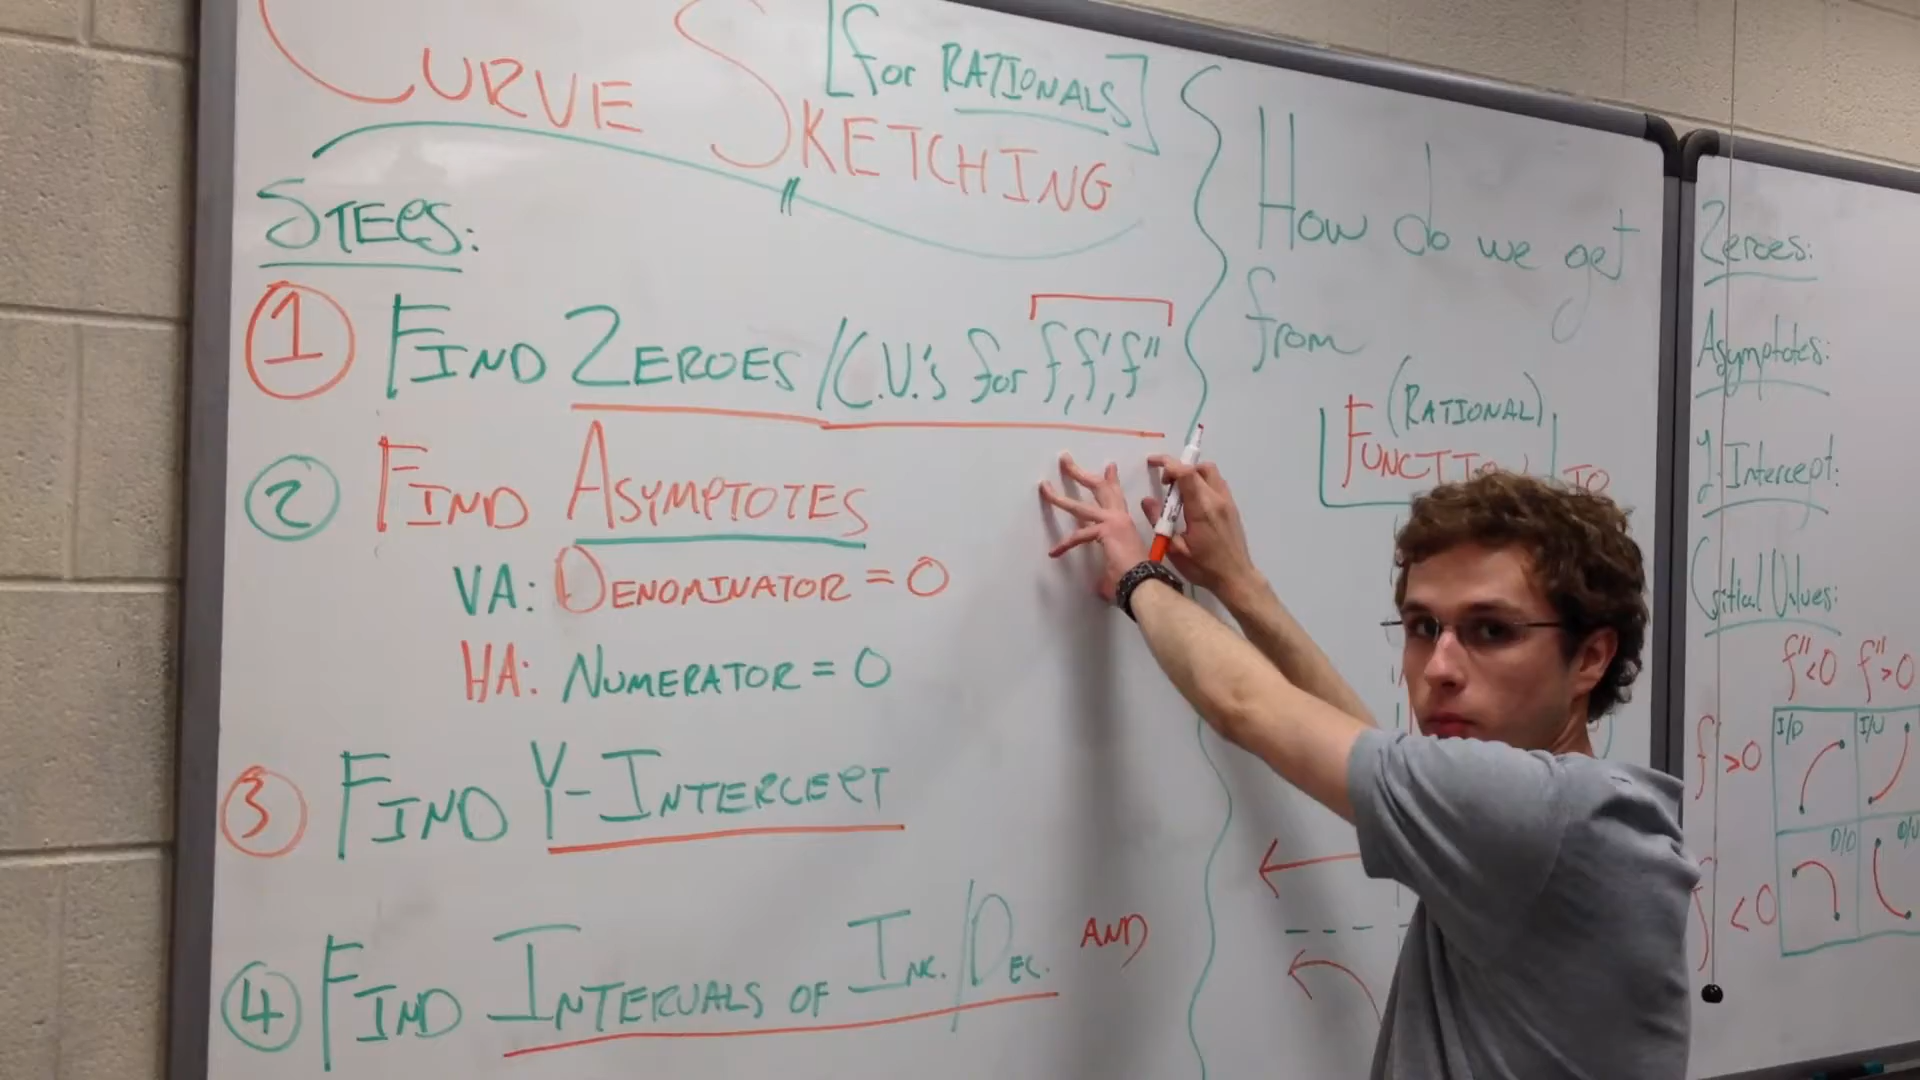 CURVE SKETCHING
[for RATIONALS]
STEPS:
1 FIND ZEROES/C.V.'s for f, f', f"
2 FIND ASYMPTOTES
VA: DENOMINATOR = 0
HA: NUMERATOR = 0
3 FIND Y-INTERCEPT
4 FIND INTERVALS OF INC./DEC. AND
How do we get
from
(RATIONAL)
TO
Zeroes:
Asymptotes:
Y-Intercept:
Critical Values:
f"<0 f">0
>0 I/D I/U
<0 D/D D/U